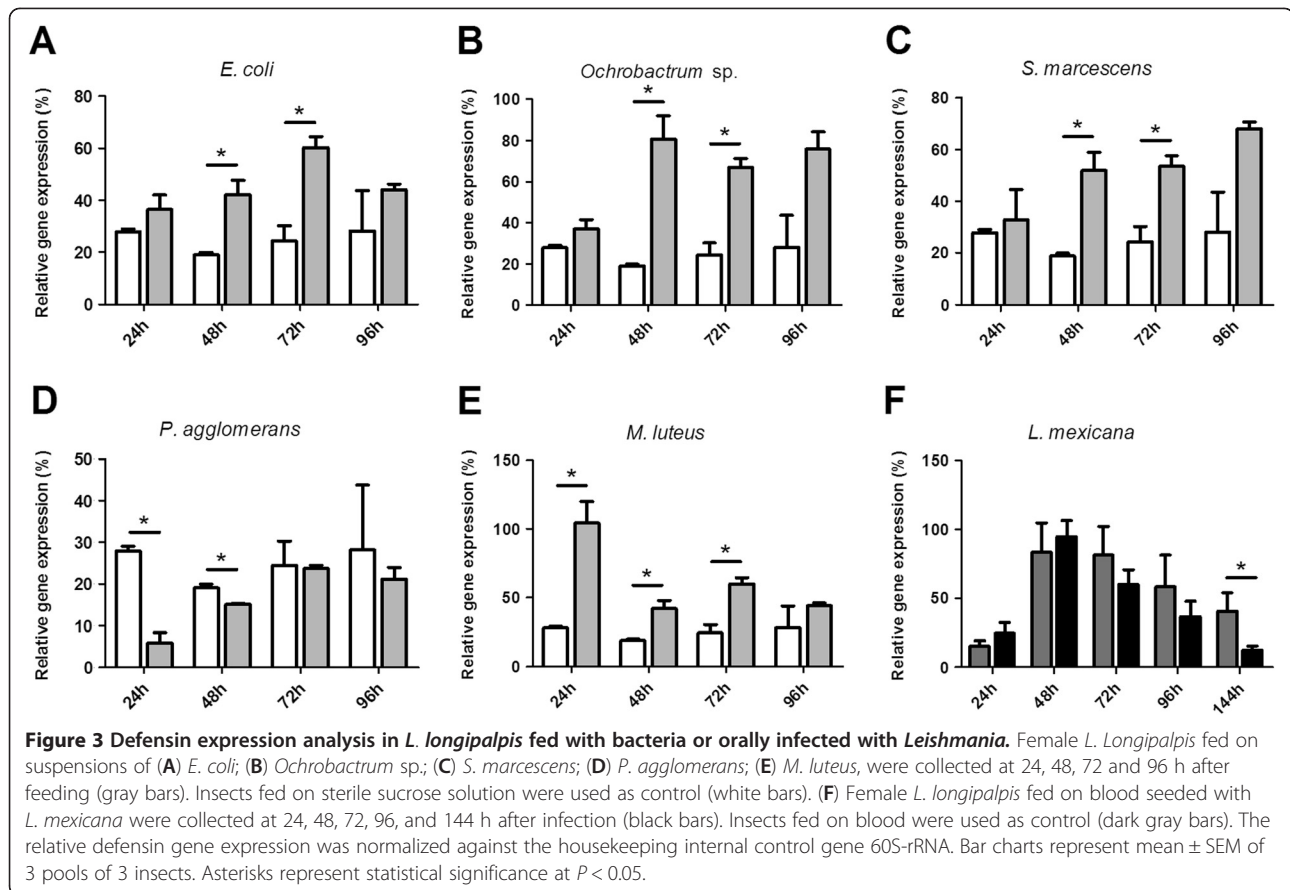 A
E. coli
Relative gene expression (%)
80
60
40
20
0
24h
48h
72h
96h
B
Ochrobactrum sp.
Relative gene expression (%)
100
80
60
40
20
0
24h
48h
72h
96h
C
S. marcescens
Relative gene expression (%)
80
60
40
20
0
24h
48h
72h
96h
D
P. agglomerans
Relative gene expression (%)
50
40
30
20
10
0
24h
48h
72h
96h
E
M. luteus
Relative gene expression (%)
150
100
50
0
24h
48h
72h
96h
F
L. mexicana
Relative gene expression (%)
150
100
50
0
24h
48h
72h
96h
144h
* * * * * * * * * * * * *
Figure 3 Defensin expression analysis in L. longipalpis fed with bacteria or orally infected with Leishmania. Female L. Longipalpis fed on
suspensions of (A) E. coli; (B) Ochrobactrum sp.; (C) S. marcescens; (D) P. agglomerans; (E) M. luteus, were collected at 24, 48, 72 and 96 h after
feeding (gray bars). Insects fed on sterile sucrose solution were used as control (white bars). (F) Female L. longipalpis fed on blood seeded with
L. mexicana were collected at 24, 48, 72, 96, and 144 h after infection (black bars). Insects fed on blood were used as control (dark gray bars). The
relative defensin gene expression was normalized against the housekeeping internal control gene 60S-rRNA. Bar charts represent mean ± SEM of
3 pools of 3 insects. Asterisks represent statistical significance at P < 0.05.